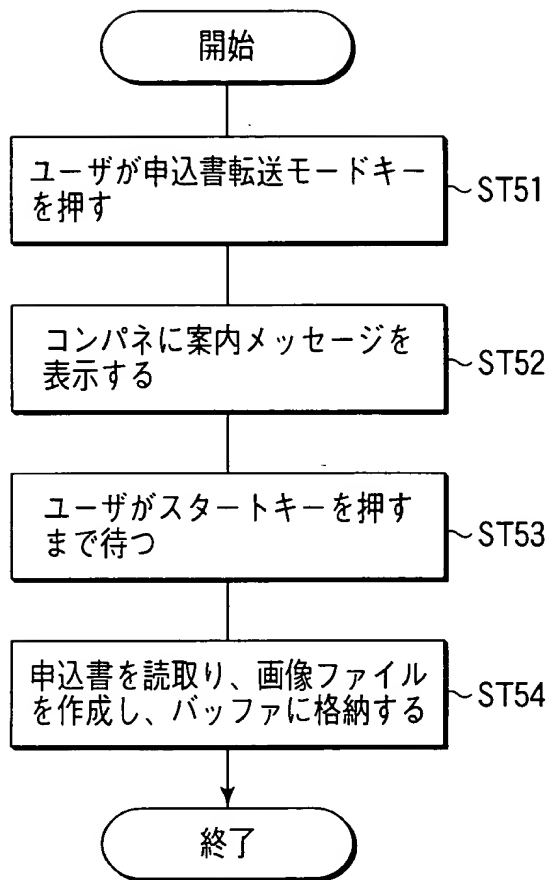 開始
ユーザが申込書転送モードキー
を押す
~ST51
コンパネに案内メッセージを
表示する
~ST52
ユーザがスタートキーを押す
まで待つ
~ST53
申込書を読取り、画像ファイル
を作成し、バッファに格納する
~ST54
終了